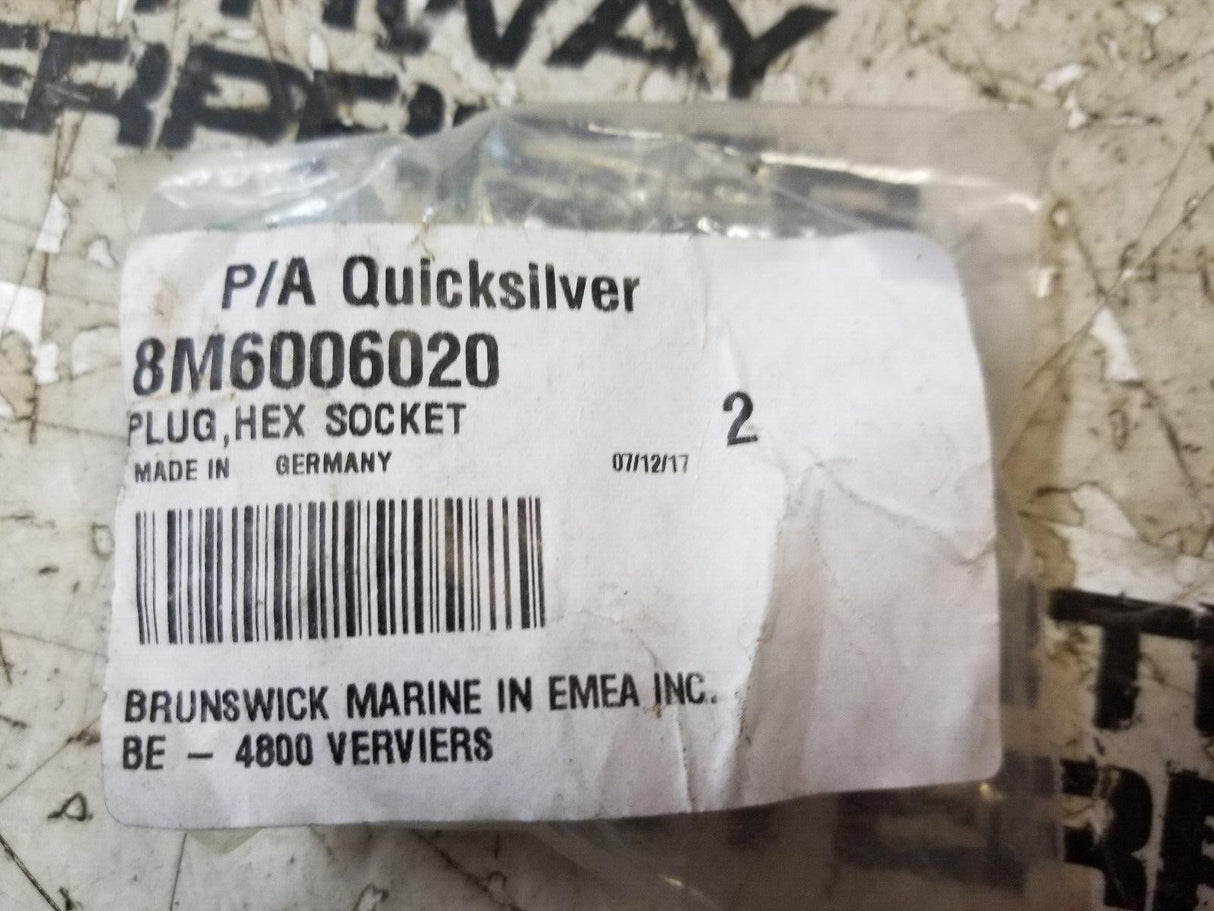 P/A Quicksilver
8M6006020
PLUG,HEX SOCKET
2
MADE IN GERMANY
07/12/17
BRUNSWICK MARINE IN EMEA INC.
BE – 4800 VERVIERS